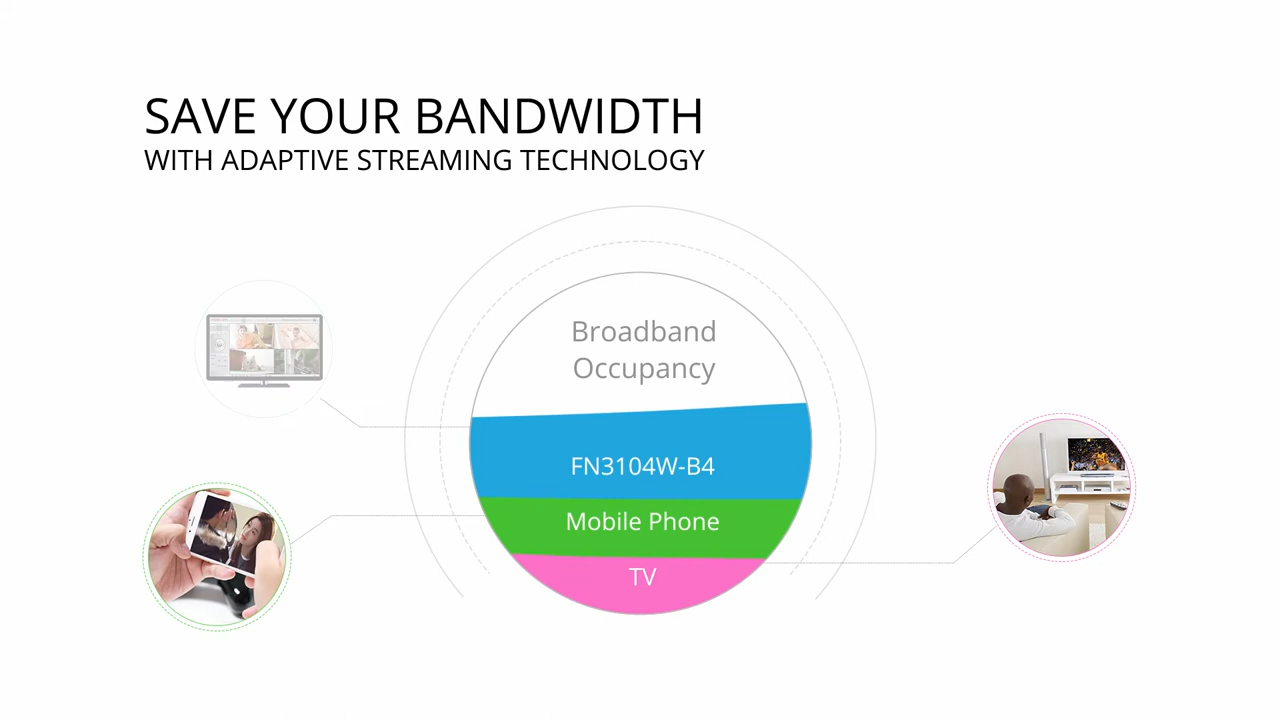 SAVE YOUR BANDWIDTH
WITH ADAPTIVE STREAMING TECHNOLOGY
Broadband
Occupancy
FN3104W-B4
Mobile Phone
TV